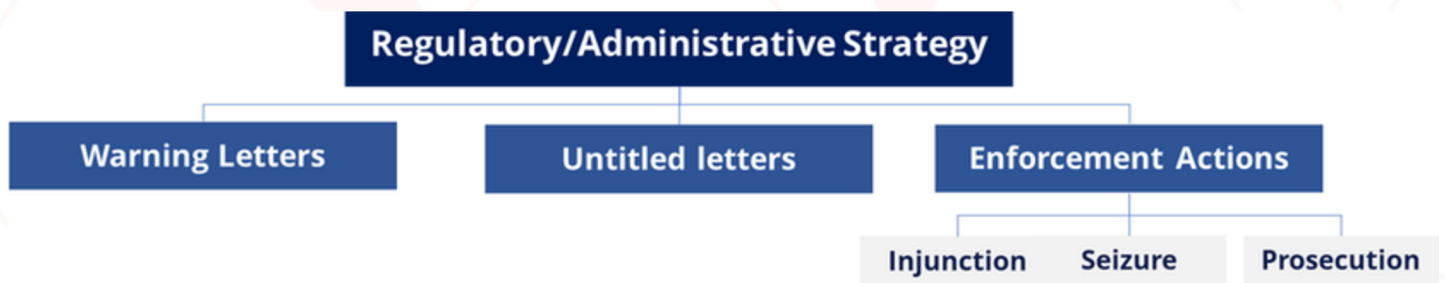 Regulatory/Administrative Strategy
Warning Letters
Untitled letters
Enforcement Actions
Injunction
Seizure
Prosecution